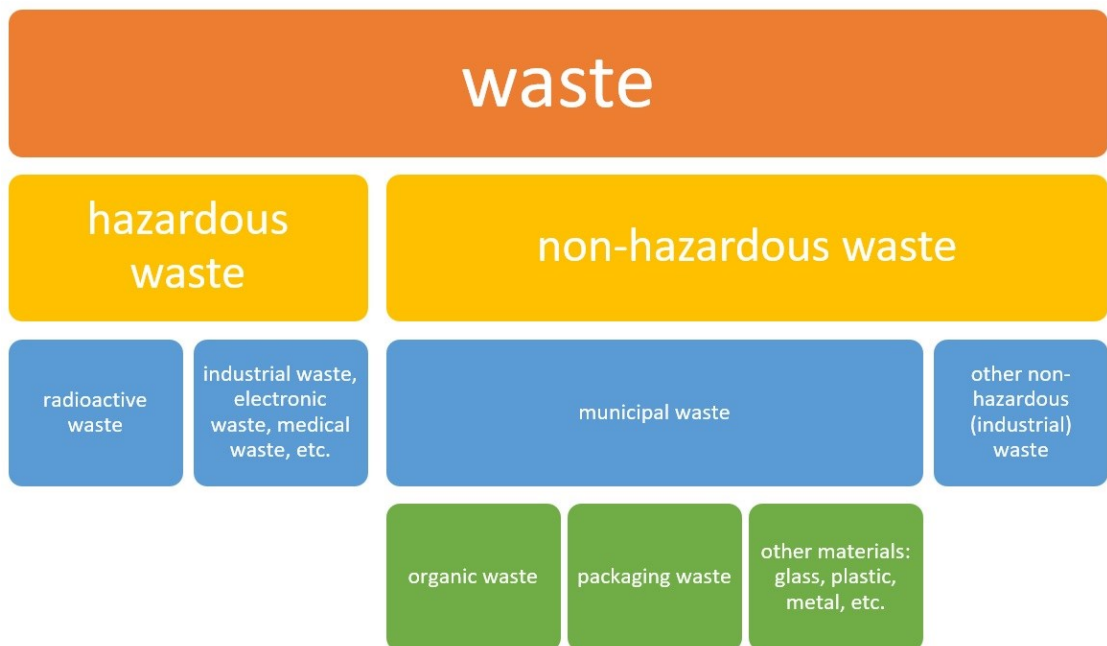 waste
hazardous
waste
non-hazardous waste
radioactive
waste
industrial waste,
electronic
waste, medical
waste, etc.
municipal waste
other non-
hazardous
(industrial)
waste
organic waste
packaging waste
other materials:
glass, plastic,
metal, etc.